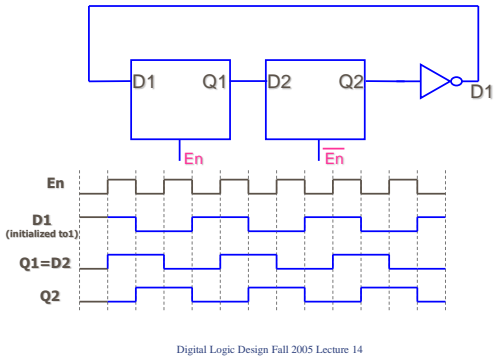 D1 Q1 D2 Q2
D1
En En
En
D1
(initialized to1)
Q1=D2
Q2
Digital Logic Design Fall 2005 Lecture 14